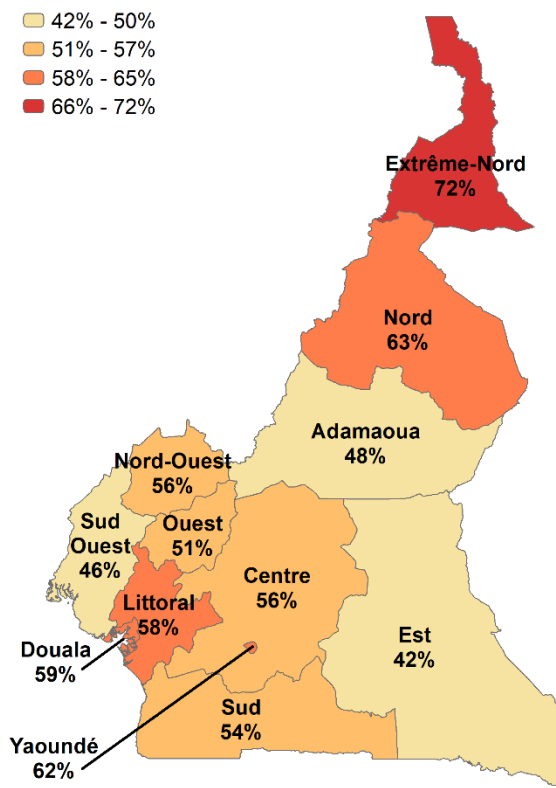 42% - 50%
51% - 57%
58% - 65%
66% - 72%
Extrême-Nord
72%
Nord
63%
Adamaoua
48%
Nord-Ouest
56%
Ouest
51%
Sud
Ouest
46%
Centre
56%
Littoral
58%
Est
42%
Douala
59%
Sud
54%
Yaoundé
62%